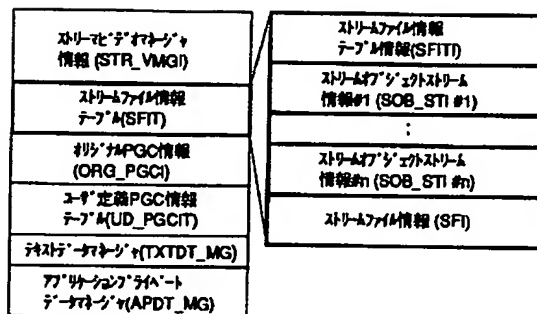 ストリーマビデオマネージャ
情報 (STR_VMGI)
ストリームファイル情報
テーブル(SFIT)
オリジナルPGC情報
(ORG_PGCI)
ユーザ定義PGC情報
テーブル(UD_PGCIT)
テキストデータマネージャ(TXTDT_MG)
アプリケーションプライベート
データマネージャ(APDT_MG)
ストリームファイル情報
テーブル情報(SFITI)
ストリームオブジェクトストリーム
情報#1 (SOB_STI #1)
:
ストリームオブジェクトストリーム
情報#n (SOB_STI #n)
ストリームファイル情報 (SFI)